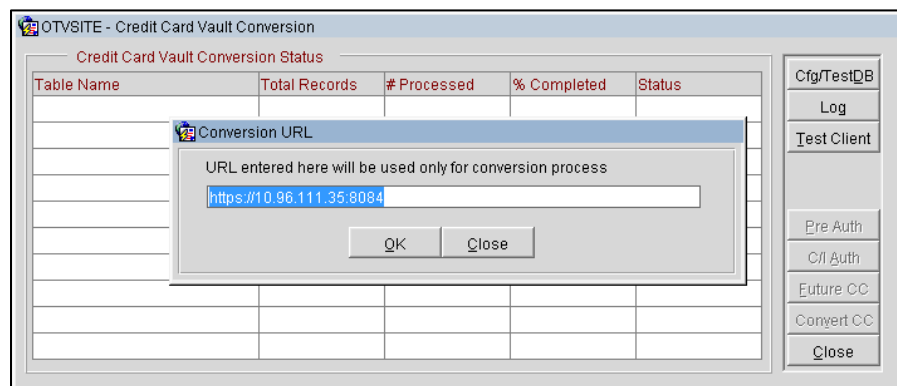 OTVSITE - Credit Card Vault Conversion
Credit Card Vault Conversion Status
Table Name Total Records # Processed % Completed Status
Cfg/TestDB
Log
Test Client
Conversion URL
URL entered here will be used only for conversion process
https://10.96.111.35:8084
OK Close
Pre Auth
C/I Auth
Future CC
Convert CC
Close